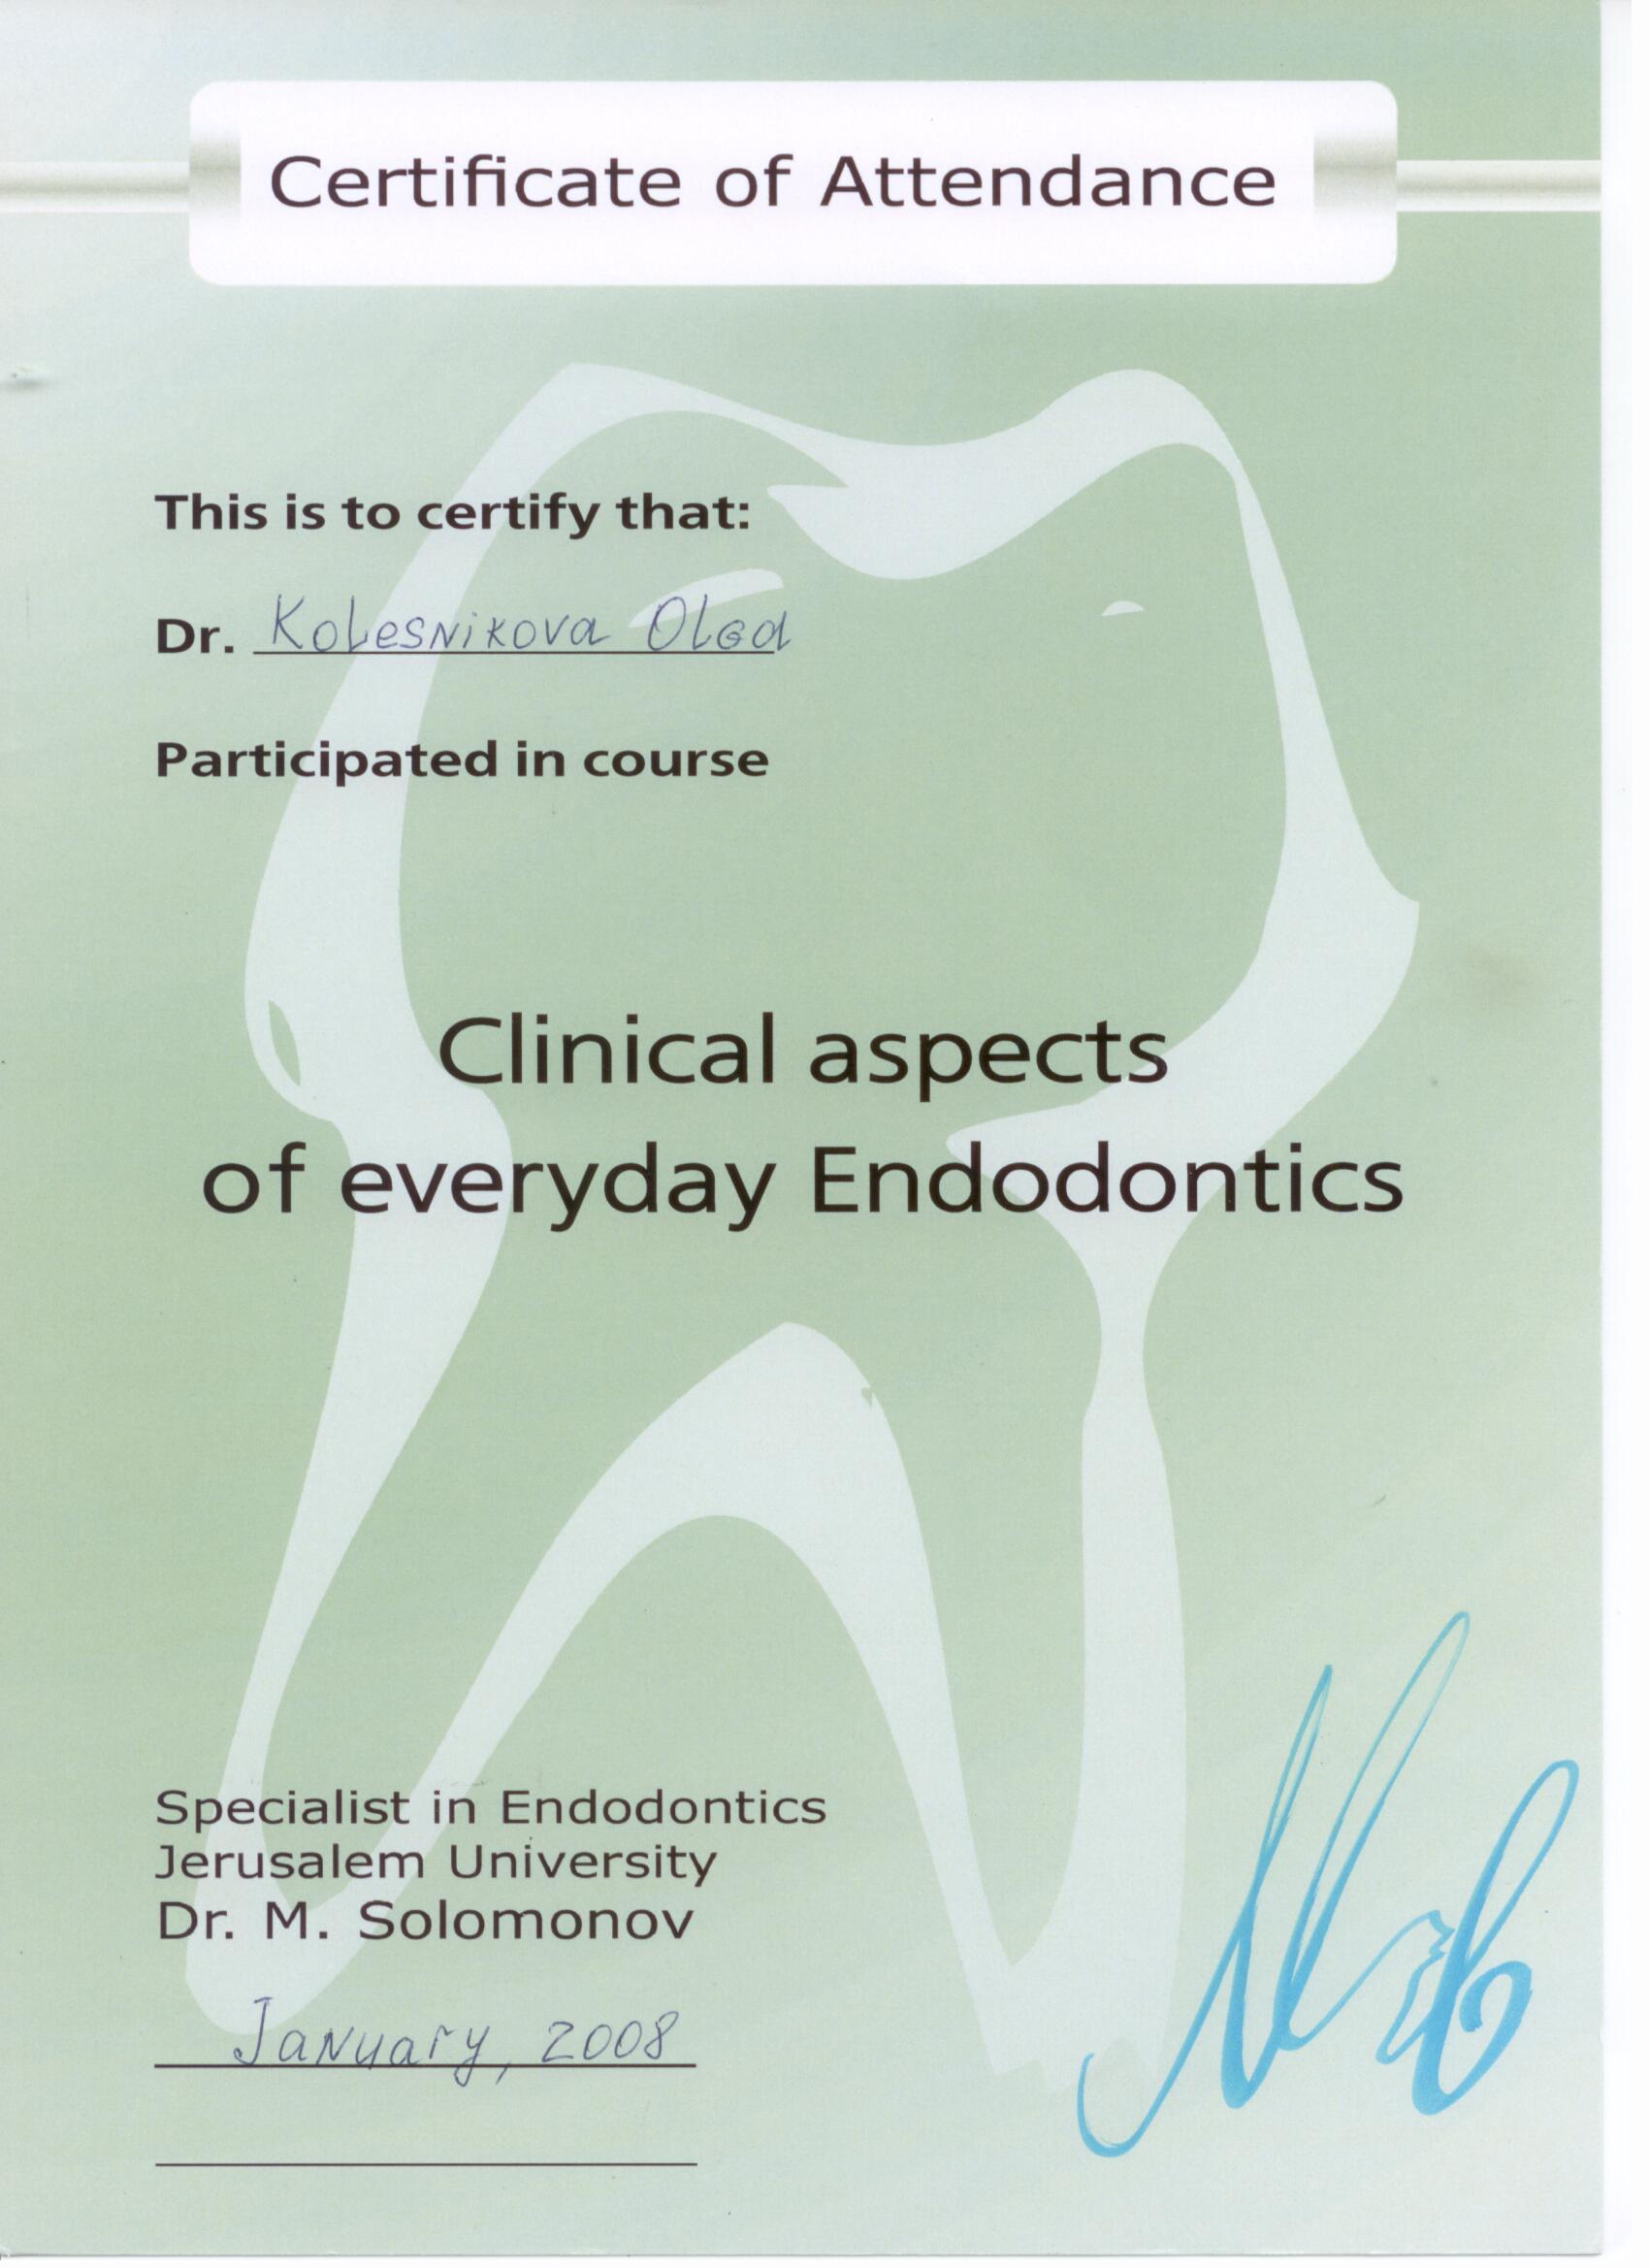 Certificate of Attendance
This is to certify that:
Dr. Kolesnikova Olga
Participated in course
Clinical aspects
of everyday Endodontics
Specialist in Endodontics
Jerusalem University
Dr. M. Solomonov
January, 2008